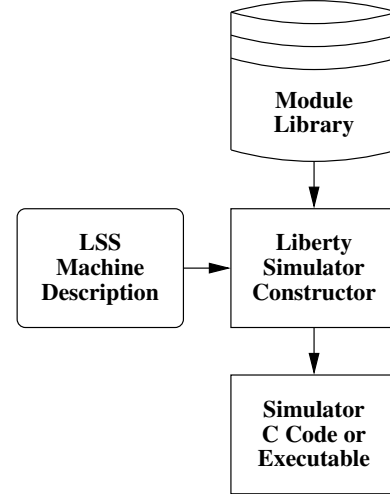 Module
Library
LSS
Machine
Description
Liberty
Simulator
Constructor
Simulator
C Code or
Executable